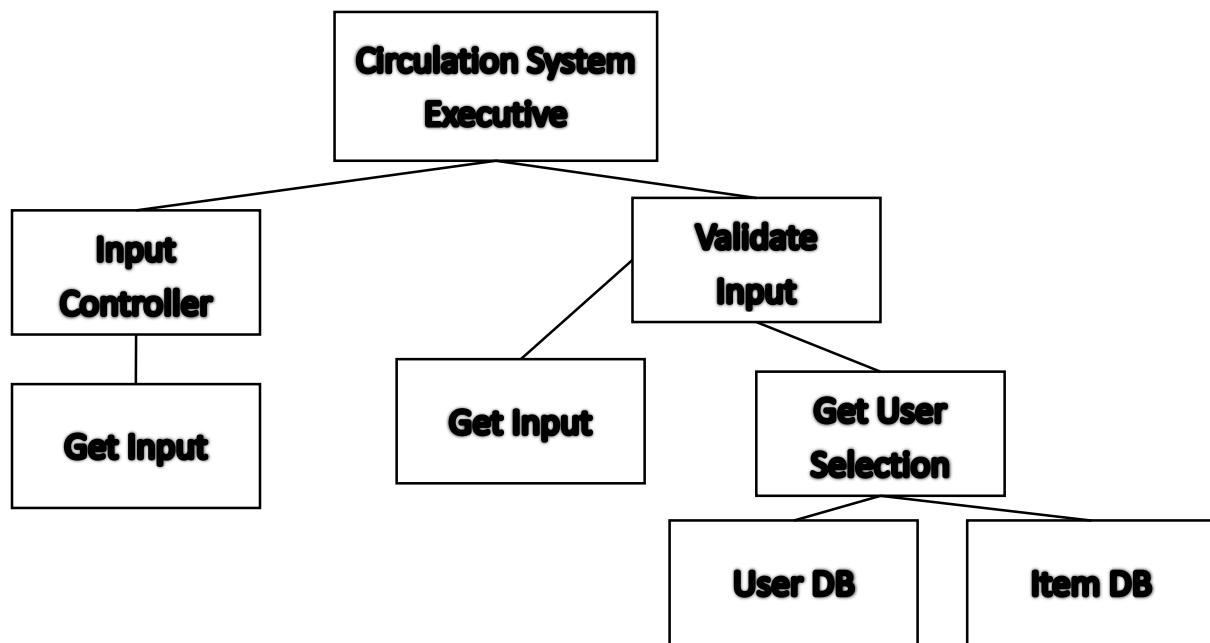 Circulation System
Executive
Input
Controller
Validate
Input
Get Input
Get Input
Get User
Selection
User DB
Item DB